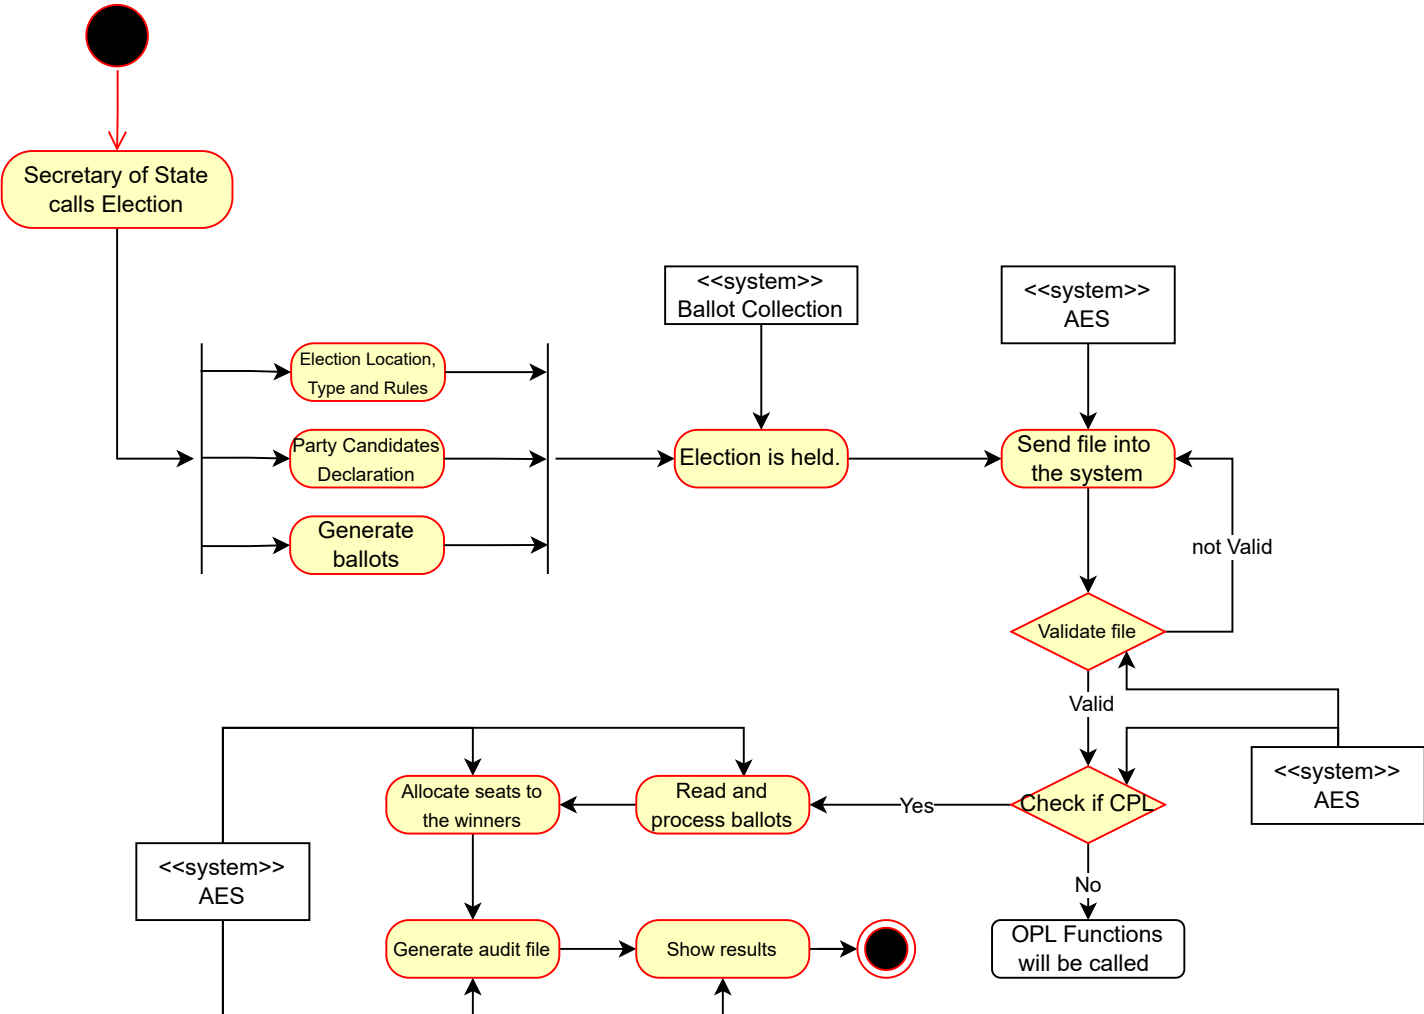 Secretary of State
calls Election
<<system>>
Ballot Collection
<<system>>
AES
Election Location,
Type and Rules
Party Candidates
Declaration
Generate
ballots
Election is held.
Send file into
the system
not Valid
Validate file
Valid
<<system>>
AES
Check if CPL
Yes
Read and
process ballots
Allocate seats to
the winners
<<system>>
AES
No
OPL Functions
will be called
Generate audit file
Show results